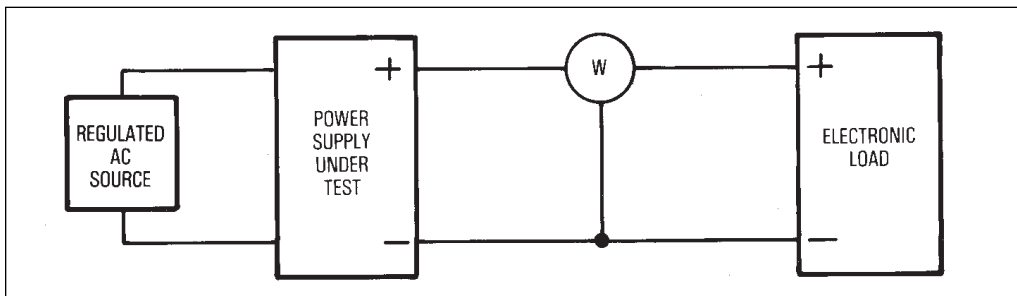 REGULATED
AC
SOURCE
+
POWER
SUPPLY
UNDER
TEST
−
W
+
ELECTRONIC
LOAD
−